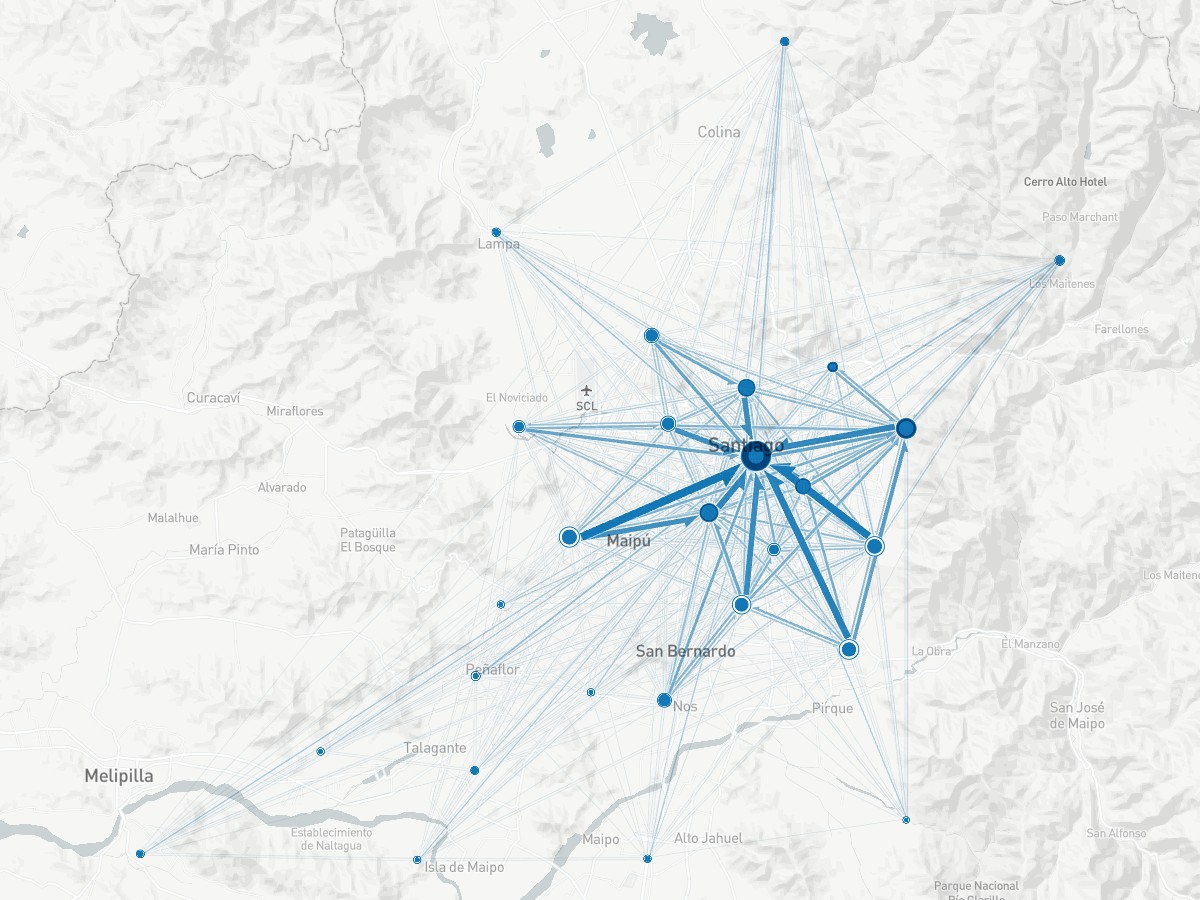 Colina
Cerro Alto Hotel
Paso Marchant
Lampa
Los Maitenes
Farellones
SCL
El Noviciado
Curacaví
Miraflores
Santiago
Alvarado
Malalhue
Patagüilla
El Bosque
Maipú
María Pinto
Los Maitene
San Bernardo
La Obra
El Manzano
Peñaflor
Nos
Pirque
San José
de Maipo
Talagante
Melipilla
Establecimiento
de Naltagua
Maipo
Alto Jahuel
San Alfonso
Isla de Maipo
Parque Nacional
Río Clarillo